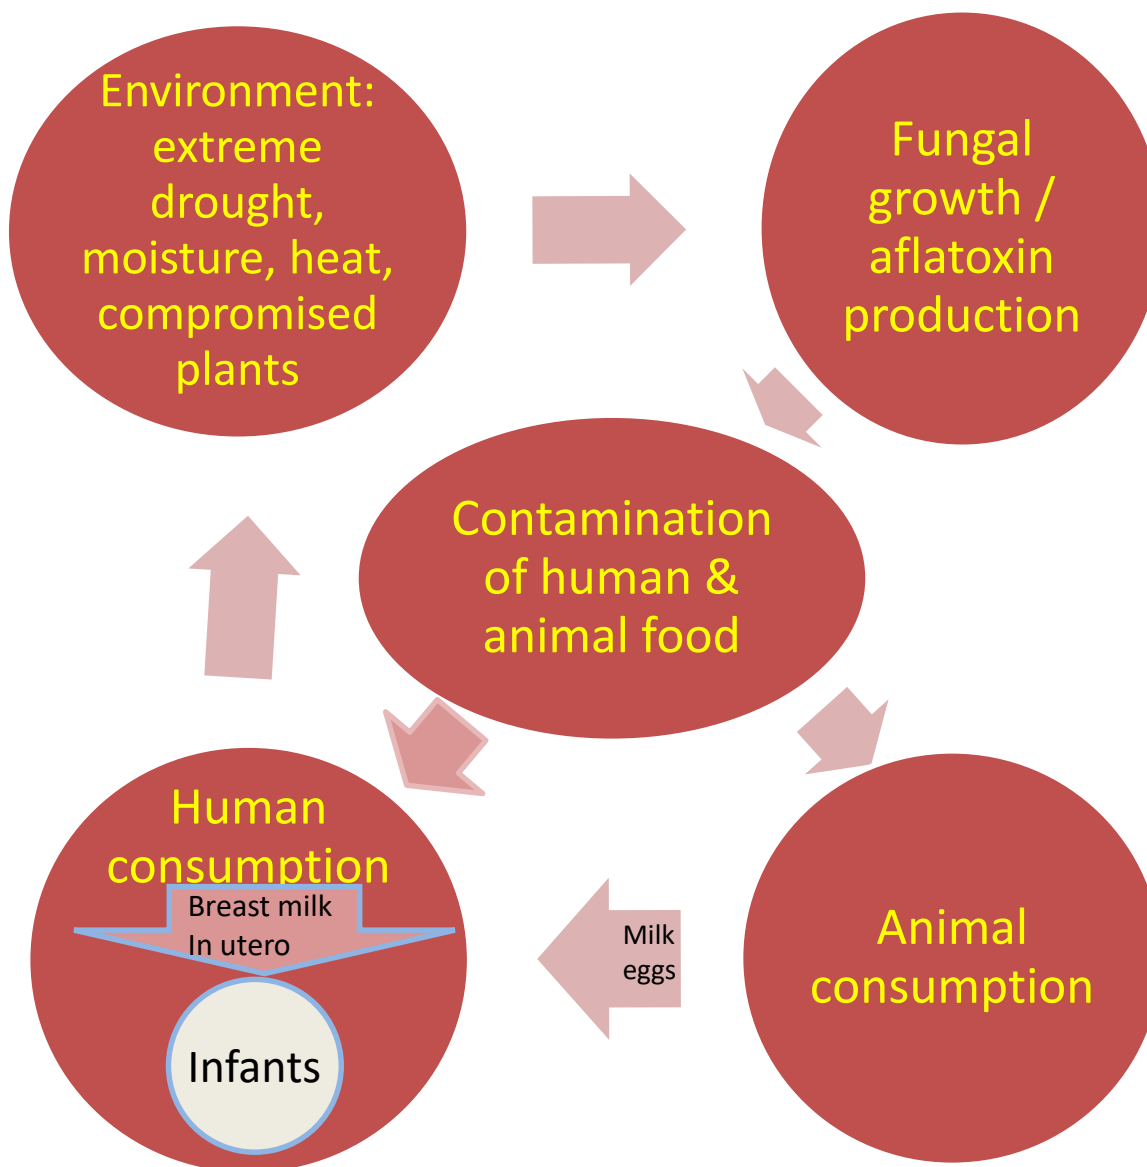 Environment:
extreme
drought,
moisture, heat,
compromised
plants
Fungal
growth /
aflatoxin
production
Contamination
of human &
animal food
Human
consumption
Breast milk
In utero
Infants
Milk
eggs
Animal
consumption